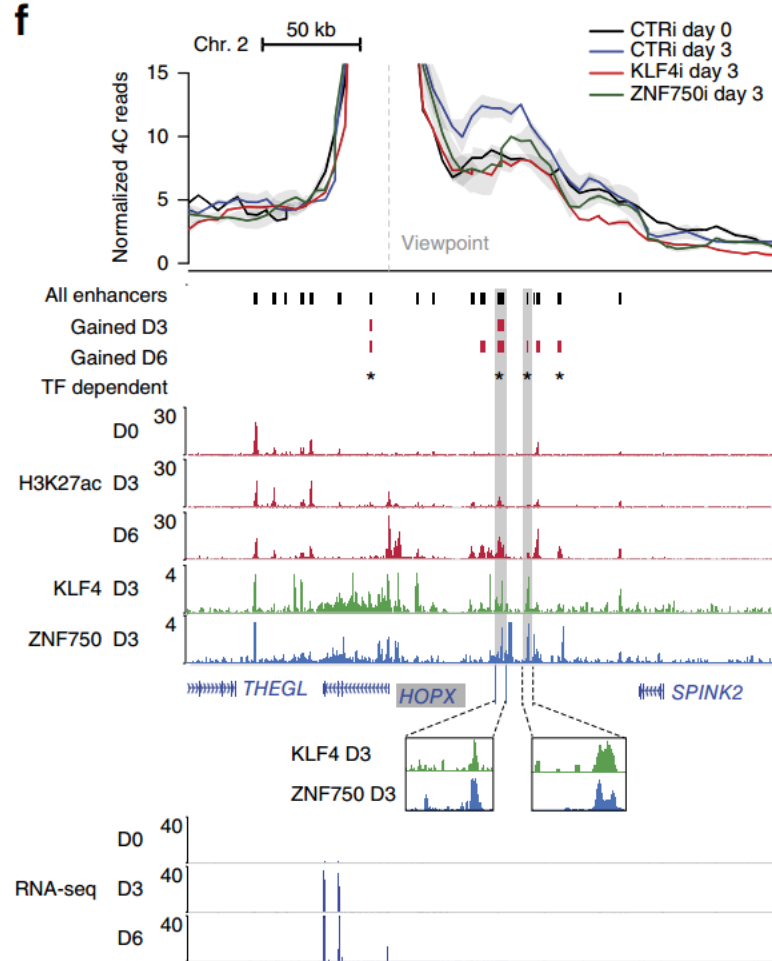 f
Chr. 2
50 kb
CTRi day 0
CTRi day 3
KLF4i day 3
ZNF750i day 3
Normalized 4C reads
15
10
5
0
Viewpoint
All enhancers
Gained D3
Gained D6
TF dependent * * * *
D0 30
H3K27ac D3 30
D6 30
KLF4 D3 4
ZNF750 D3 4
THEGL HOPX SPINK2
KLF4 D3
ZNF750 D3
D0 40
RNA-seq D3 40
D6 40